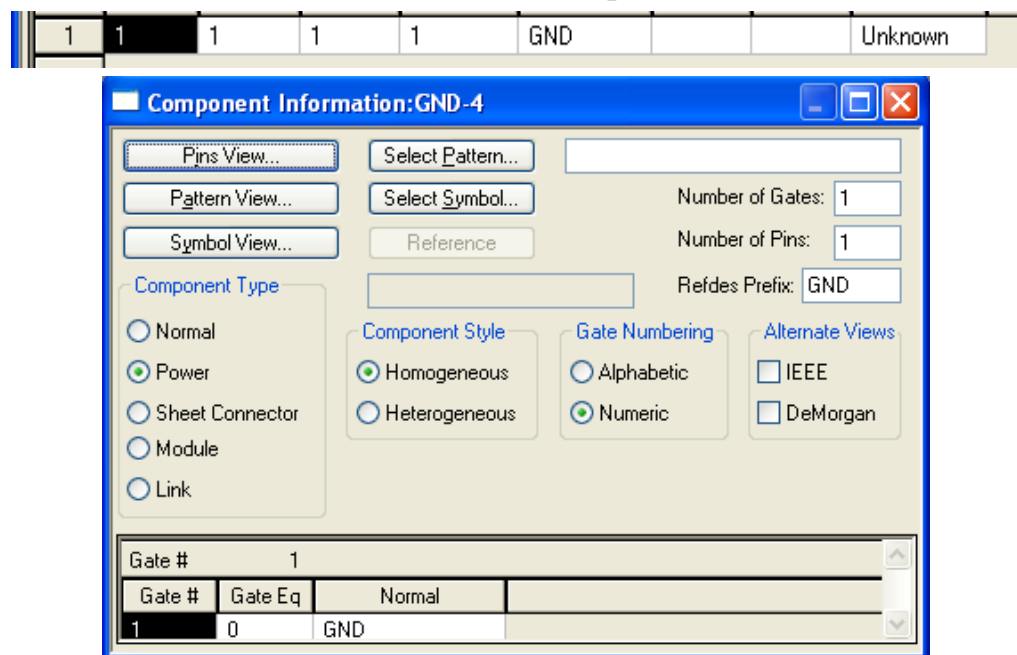 1 1 1 1 1 GND Unknown
Component Information:GND-4
Pins View... Select Pattern...
Pattern View... Select Symbol... Number of Gates: 1
Symbol View... Reference Number of Pins: 1
Component Type Refdes Prefix: GND
Normal Component Style Gate Numbering Alternate Views
Power Homogeneous Alphabetic IEEE
Sheet Connector Heterogeneous Numeric DeMorgan
Module
Link
Gate # 1
Gate # Gate Eq Normal
1 0 GND